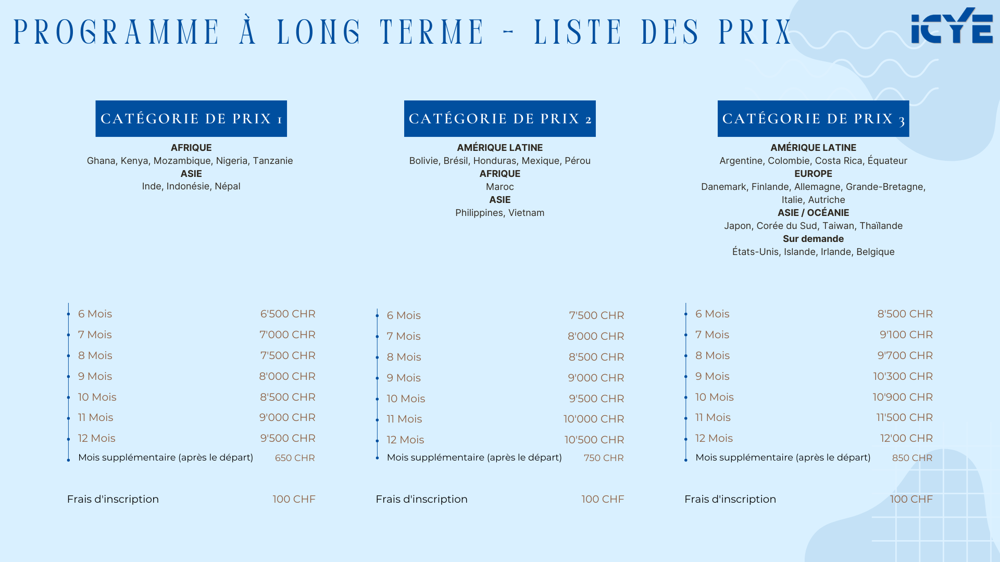 PROGRAMME À LONG TERME - LISTE DES PRIX
iCYE
CATÉGORIE DE PRIX 1
AFRIQUE
Ghana, Kenya, Mozambique, Nigeria, Tanzanie
ASIE
Inde, Indonésie, Népal
6 Mois 6'500 CHR
7 Mois 7'000 CHR
8 Mois 7'500 CHR
9 Mois 8'000 CHR
10 Mois 8'500 CHR
11 Mois 9'000 CHR
12 Mois 9'500 CHR
Mois supplémentaire (après le départ) 650 CHR
Frais d'inscription 100 CHF
CATÉGORIE DE PRIX 2
AMÉRIQUE LATINE
Bolivie, Brésil, Honduras, Mexique, Pérou
AFRIQUE
Maroc
ASIE
Philippines, Vietnam
6 Mois 7'500 CHR
7 Mois 8'000 CHR
8 Mois 8'500 CHR
9 Mois 9'000 CHR
10 Mois 9'500 CHR
11 Mois 10'000 CHR
12 Mois 10'500 CHR
Mois supplémentaire (après le départ) 750 CHR
Frais d'inscription 100 CHF
CATÉGORIE DE PRIX 3
AMÉRIQUE LATINE
Argentine, Colombie, Costa Rica, Équateur
EUROPE
Danemark, Finlande, Allemagne, Grande-Bretagne,
Italie, Autriche
ASIE / OCÉANIE
Japon, Corée du Sud, Taiwan, Thaïlande
Sur demande
États-Unis, Islande, Irlande, Belgique
6 Mois 8'500 CHR
7 Mois 9'100 CHR
8 Mois 9'700 CHR
9 Mois 10'300 CHR
10 Mois 10'900 CHR
11 Mois 11'500 CHR
12 Mois 12'00 CHR
Mois supplémentaire (après le départ) 850 CHR
Frais d'inscription 100 CHF